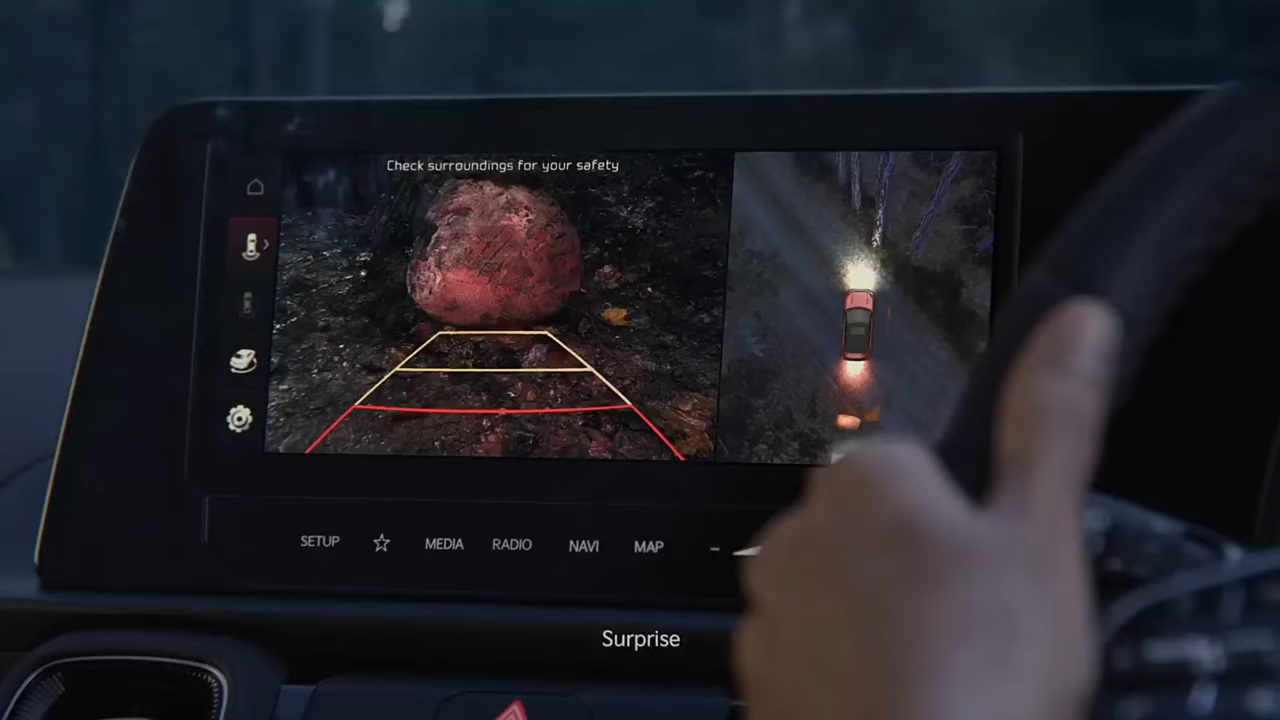 Check surroundings for your safety
SETUP
MEDIA
RADIO
NAVI
MAP
Surprise